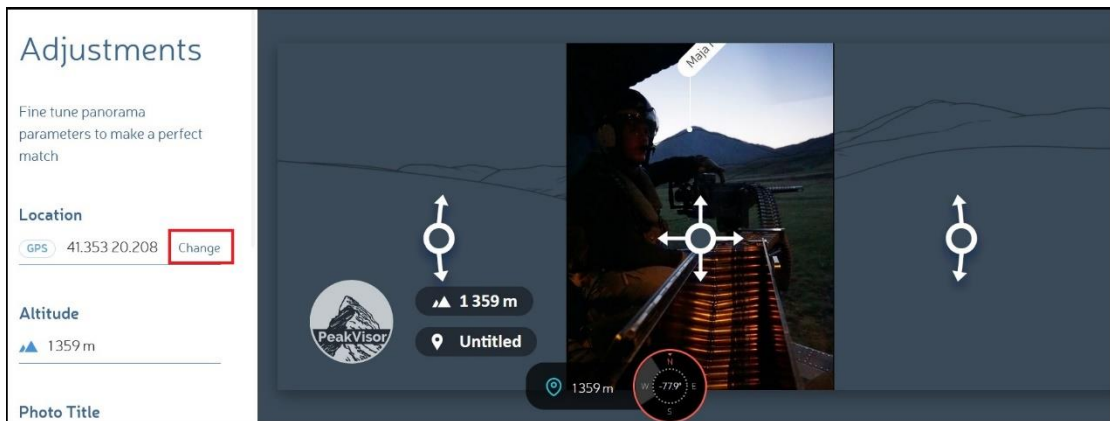 Adjustments
Fine tune panorama
parameters to make a perfect
match
Location
GPS 41.353 20.208 Change
Altitude
1359 m
Photo Title
Maja
1 359 m
PeakVisor
Untitled
1359 m
N
W -77.9° E
S